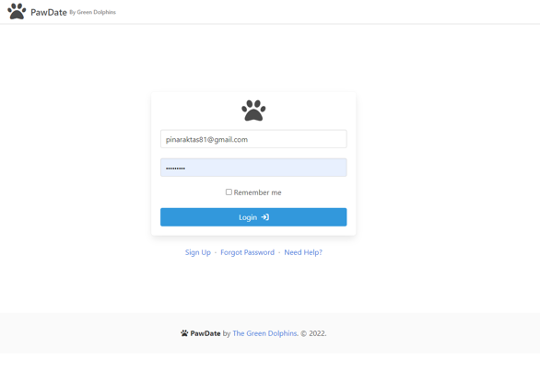 PawDate By Green Dolphins
pinaraktas81@gmail.com
•••••••••
Remember me
Login
Sign Up · Forgot Password · Need Help?
PawDate by The Green Dolphins. © 2022.